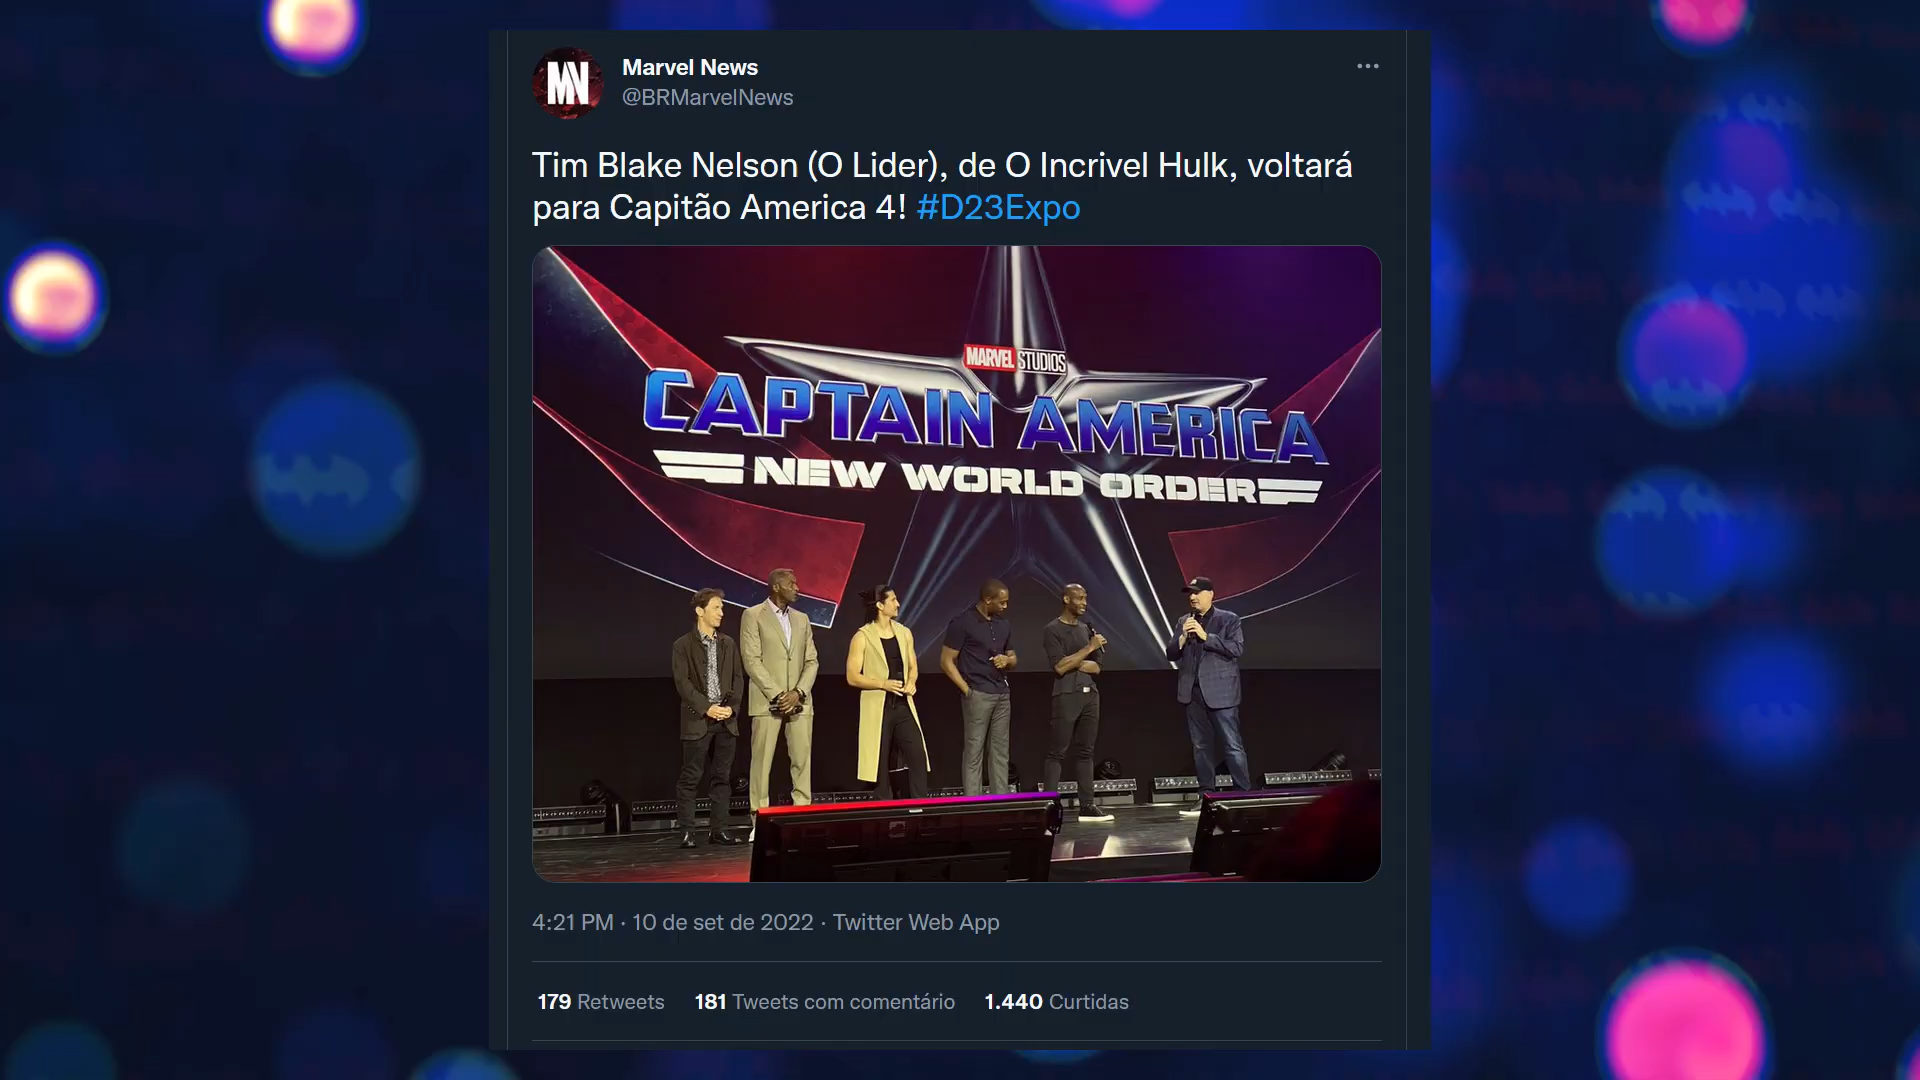 MN
Marvel News
@BRMarvelNews
Tim Blake Nelson (O Lider), de O Incrivel Hulk, voltará
para Capitão America 4! #D23Expo
MARVEL STUDIOS
CAPTAIN AMERICA
NEW WORLD ORDER
4:21 PM · 10 de set de 2022 · Twitter Web App
179 Retweets 181 Tweets com comentário 1.440 Curtidas